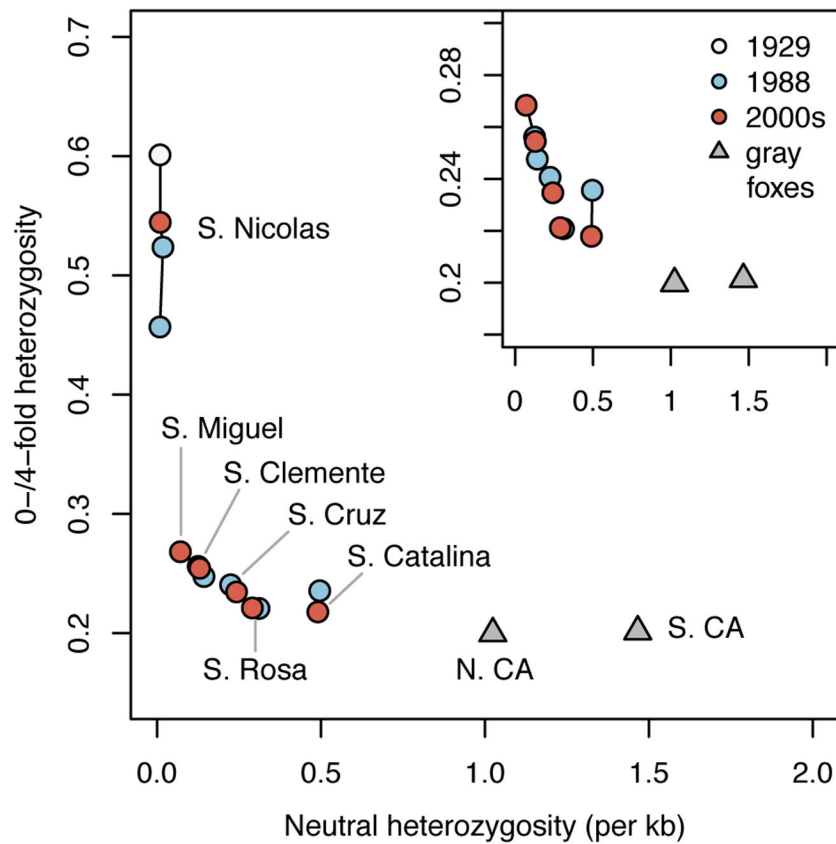 0.7
0.6
0.5
0.4
0.3
0.2
0−/4−fold heterozygosity
S. Nicolas
S. Miguel
S. Clemente
S. Cruz
S. Catalina
S. Rosa
N. CA
S. CA
0.0
0.5
1.0
1.5
2.0
Neutral heterozygosity (per kb)
0.28
0.24
0.2
0
0.5
1
1.5
1929
1988
2000s
gray
foxes